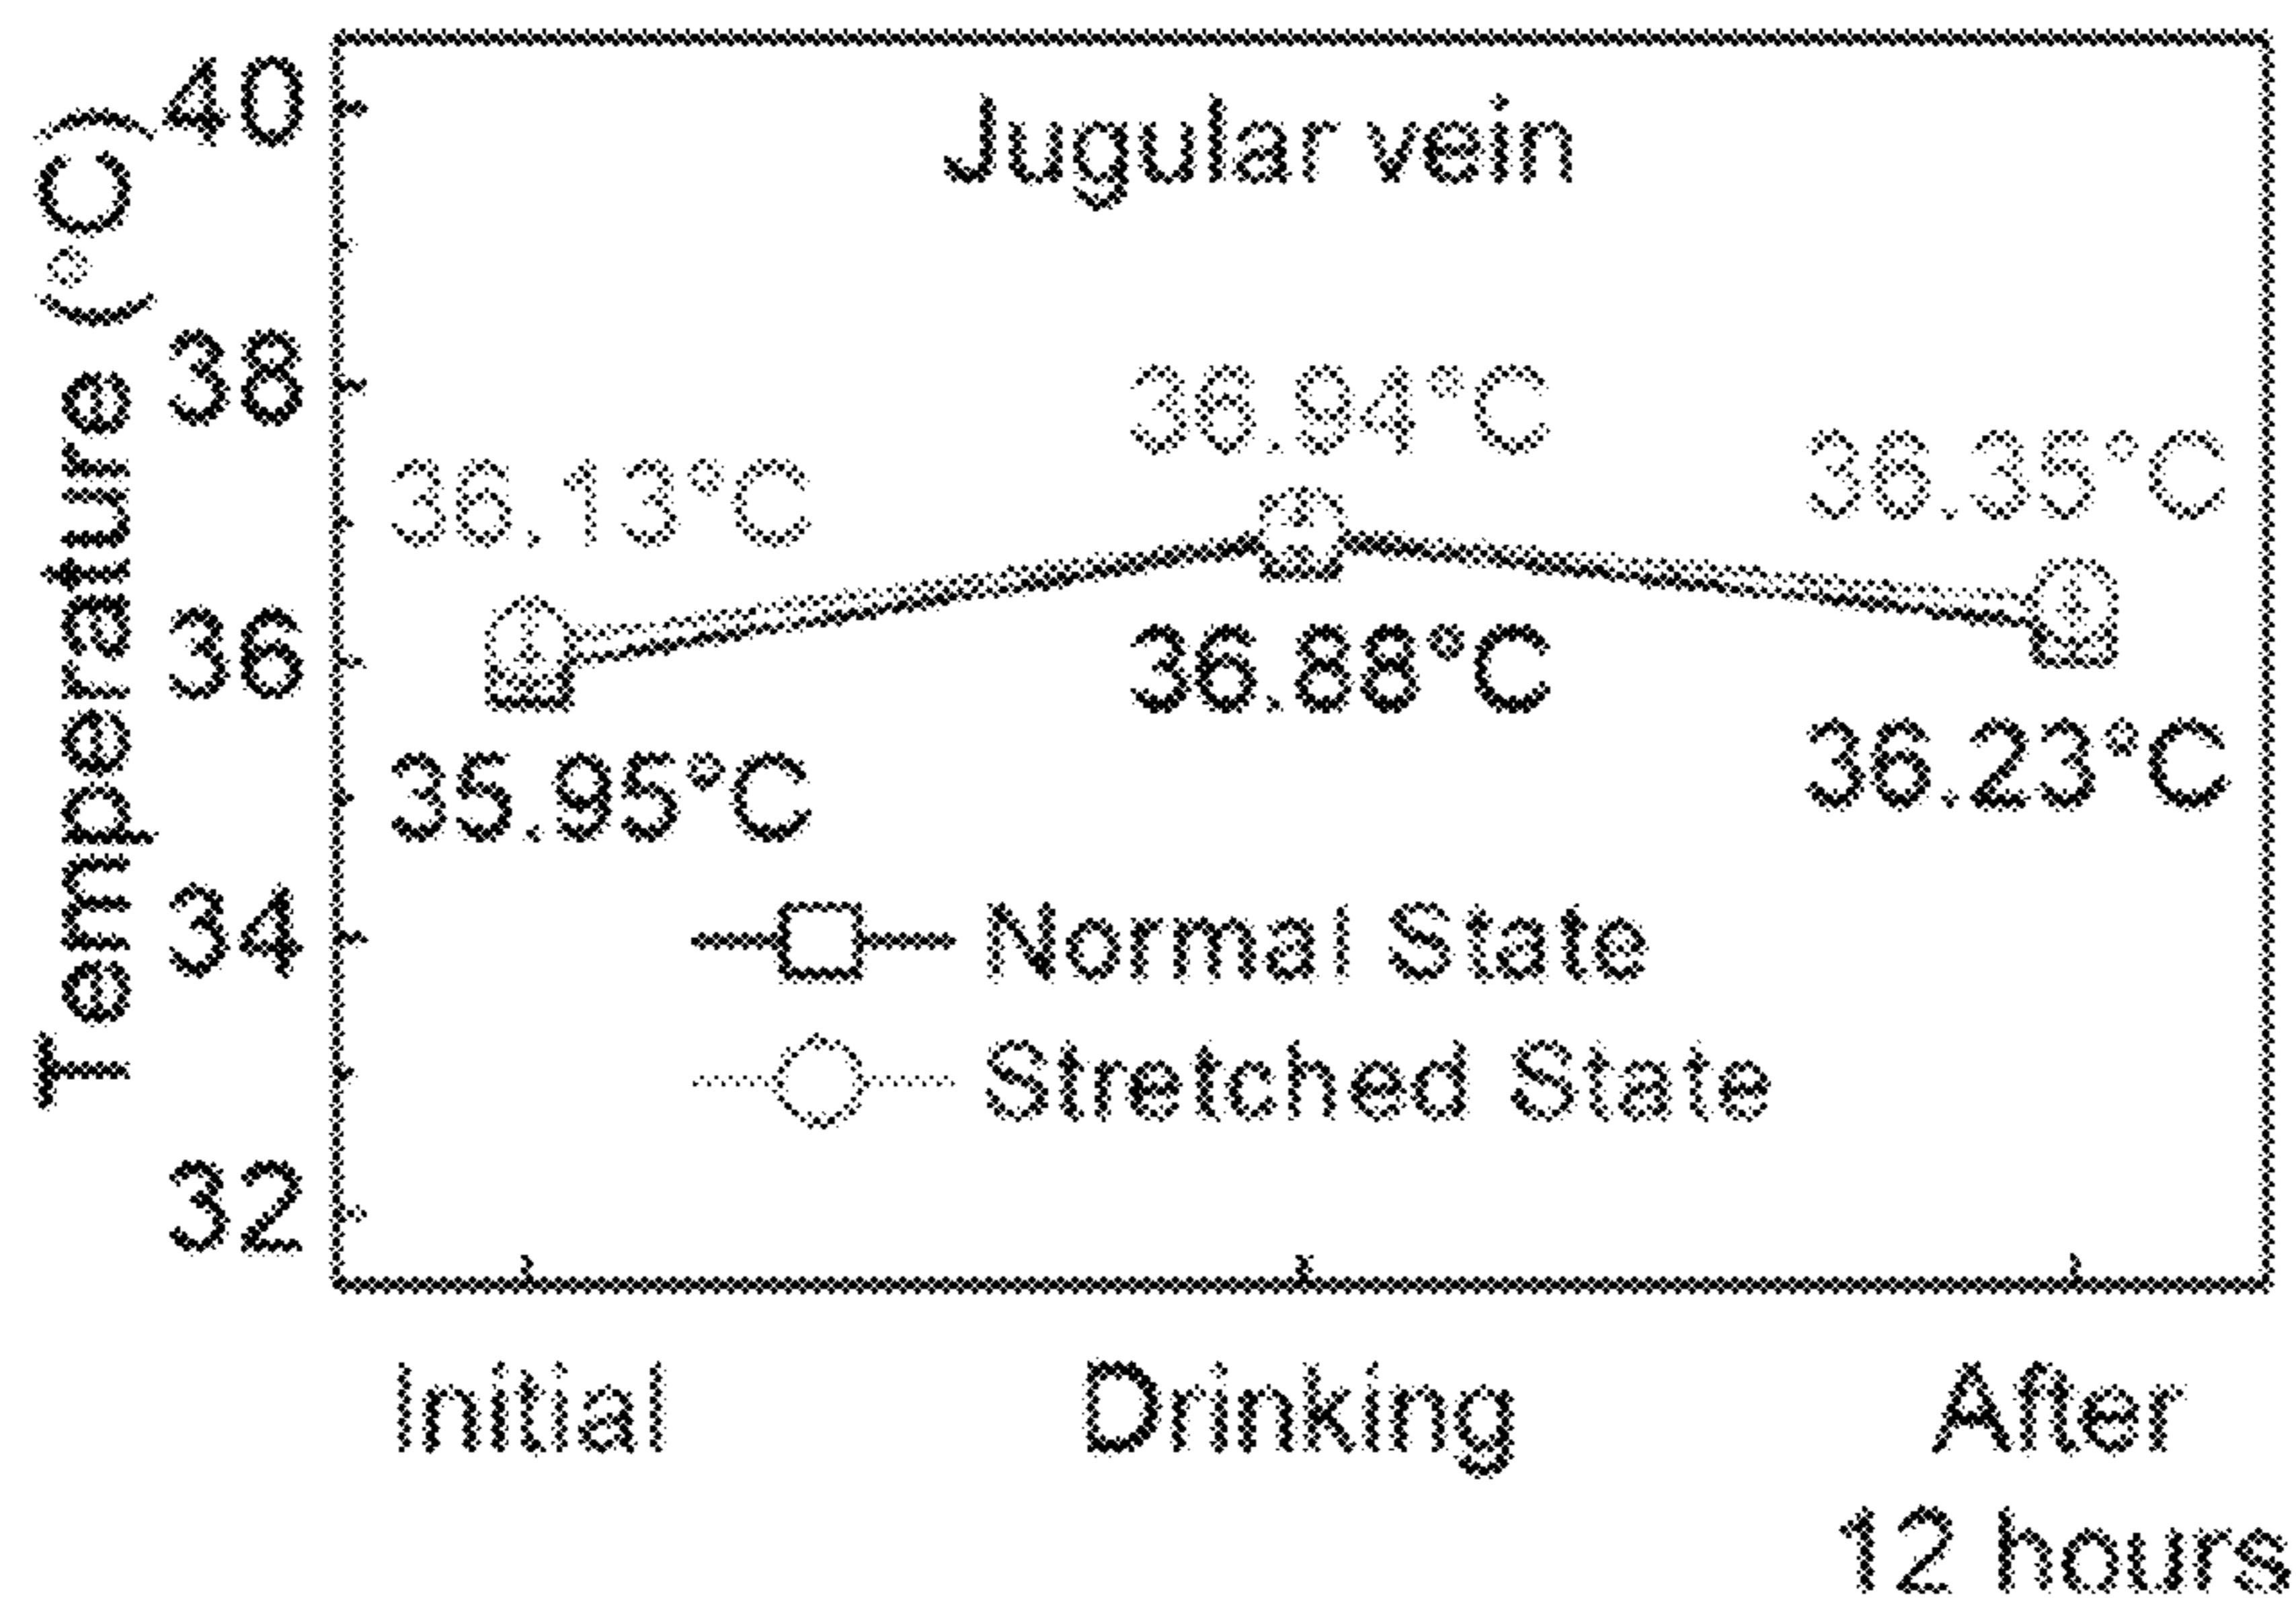 Temperature (°C)
40
38
36
34
32
Jugular vein
36.13°C
36.94°C
36.35°C
35.95°C
36.88°C
36.23°C
Normal State
Stretched State
Initial
Drinking
After
12 hours